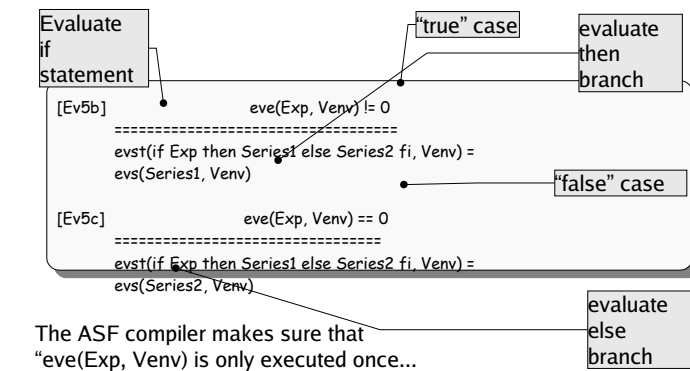 Evaluate
if
statement
“true” case
evaluate
then
branch
[Ev5b] eve(Exp, Venv) != 0
===================================
evst(if Exp then Series1 else Series2 fi, Venv) =
evs(Series1, Venv)
“false” case
[Ev5c] eve(Exp, Venv) == 0
=================================
evst(if Exp then Series1 else Series2 fi, Venv) =
evs(Series2, Venv)
evaluate
else
branch
The ASF compiler makes sure that
“eve(Exp, Venv) is only executed once...